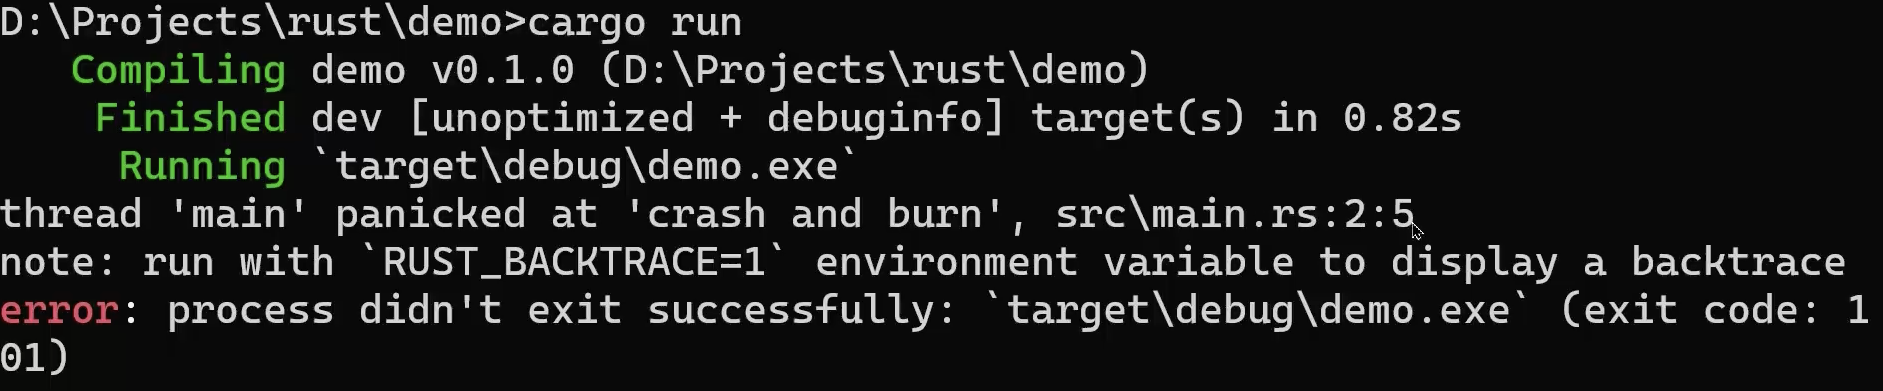 D:\Projects\rust\demo>cargo run
   Compiling demo v0.1.0 (D:\Projects\rust\demo)
    Finished dev [unoptimized + debuginfo] target(s) in 0.82s
     Running `target\debug\demo.exe`
thread 'main' panicked at 'crash and burn', src\main.rs:2:5
note: run with `RUST_BACKTRACE=1` environment variable to display a backtrace
error: process didn't exit successfully: `target\debug\demo.exe` (exit code: 1
01)